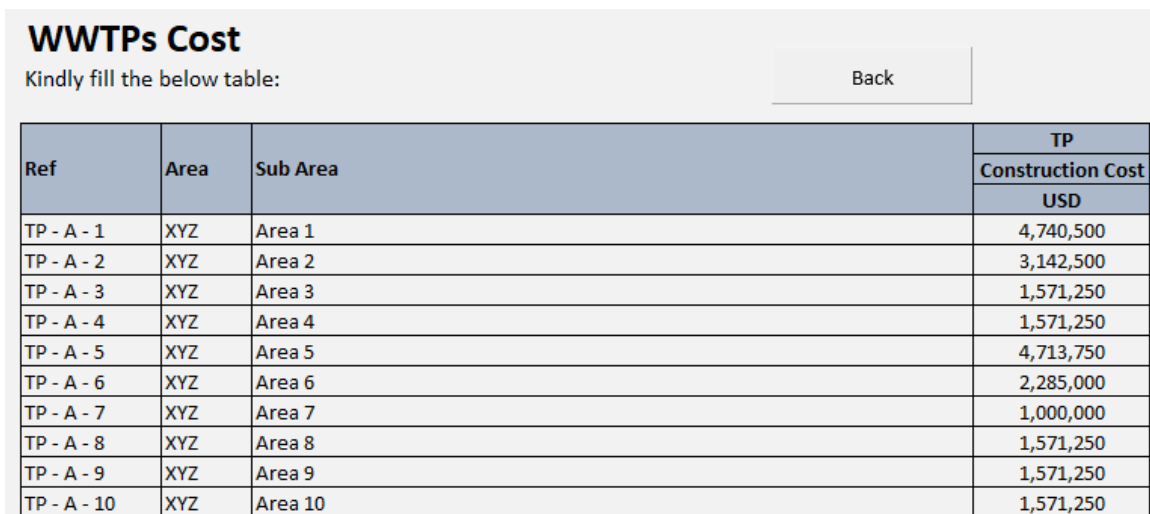 WWTPs Cost
Kindly fill the below table:
Back
Ref Area Sub Area TP
Construction Cost
USD
TP - A - 1 XYZ Area 1 4,740,500
TP - A - 2 XYZ Area 2 3,142,500
TP - A - 3 XYZ Area 3 1,571,250
TP - A - 4 XYZ Area 4 1,571,250
TP - A - 5 XYZ Area 5 4,713,750
TP - A - 6 XYZ Area 6 2,285,000
TP - A - 7 XYZ Area 7 1,000,000
TP - A - 8 XYZ Area 8 1,571,250
TP - A - 9 XYZ Area 9 1,571,250
TP - A - 10 XYZ Area 10 1,571,250